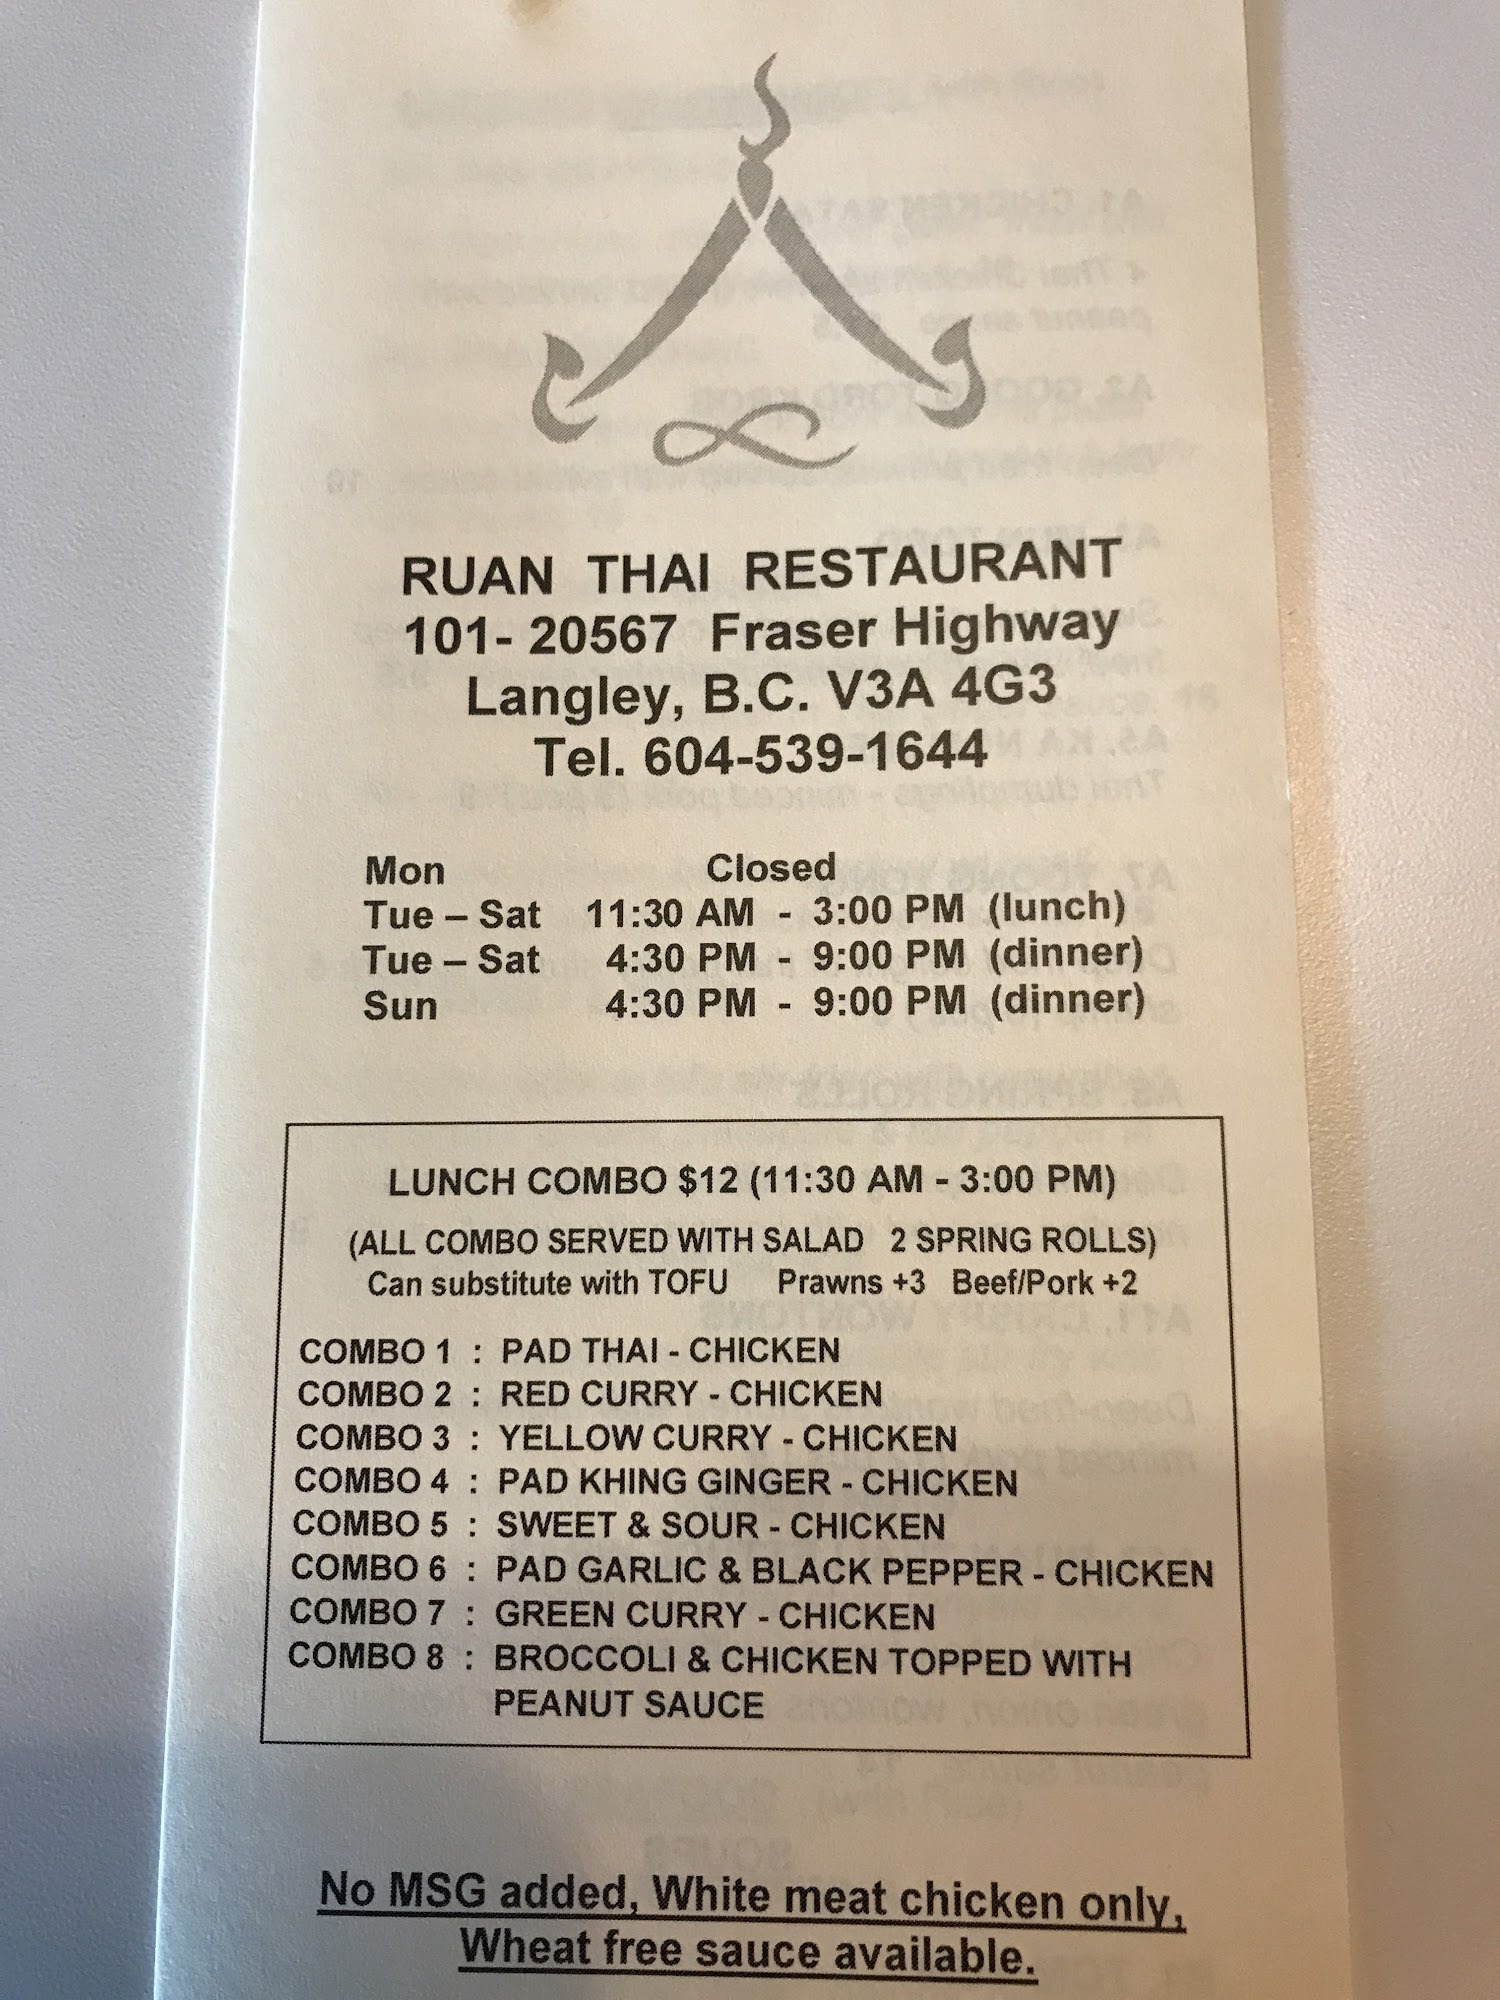 RUAN THAI RESTAURANT
101- 20567 Fraser Highway
Langley, B.C. V3A 4G3
Tel. 604-539-1644
Mon Closed
Tue – Sat 11:30 AM - 3:00 PM (lunch)
Tue – Sat 4:30 PM - 9:00 PM (dinner)
Sun 4:30 PM - 9:00 PM (dinner)
LUNCH COMBO $12 (11:30 AM - 3:00 PM)
(ALL COMBO SERVED WITH SALAD 2 SPRING ROLLS)
Can substitute with TOFU Prawns +3 Beef/Pork +2
COMBO 1 : PAD THAI - CHICKEN
COMBO 2 : RED CURRY - CHICKEN
COMBO 3 : YELLOW CURRY - CHICKEN
COMBO 4 : PAD KHING GINGER - CHICKEN
COMBO 5 : SWEET & SOUR - CHICKEN
COMBO 6 : PAD GARLIC & BLACK PEPPER - CHICKEN
COMBO 7 : GREEN CURRY - CHICKEN
COMBO 8 : BROCCOLI & CHICKEN TOPPED WITH
PEANUT SAUCE
No MSG added, White meat chicken only,
Wheat free sauce available.